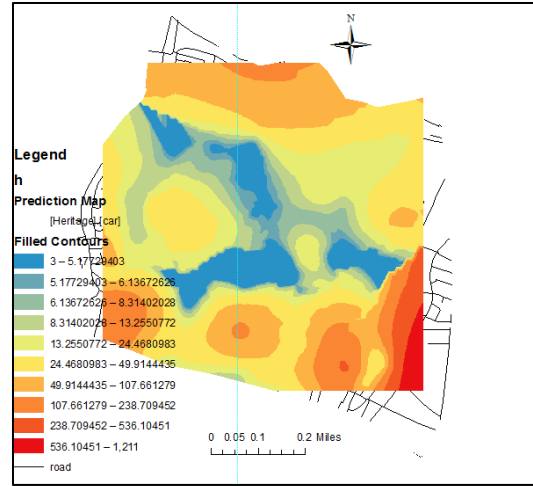 N
Legend
h
Prediction Map
[Heritage].[car]
Filled Contours
3 – 5.17729403
5.17729403 – 6.13672626
6.13672626 – 8.31402028
8.31402028 – 13.2550772
13.2550772 – 24.4680983
24.4680983 – 49.9144435
49.9144435 – 107.661279
107.661279 – 238.709452
238.709452 – 536.10451
536.10451 – 1,211
road
0 0.05 0.1 0.2 Miles